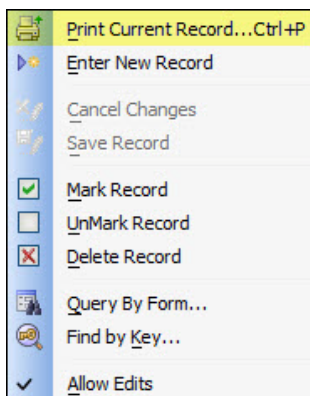 Print Current Record...Ctrl+P
Enter New Record
Cancel Changes
Save Record
Mark Record
UnMark Record
Delete Record
Query By Form...
Find by Key...
Allow Edits